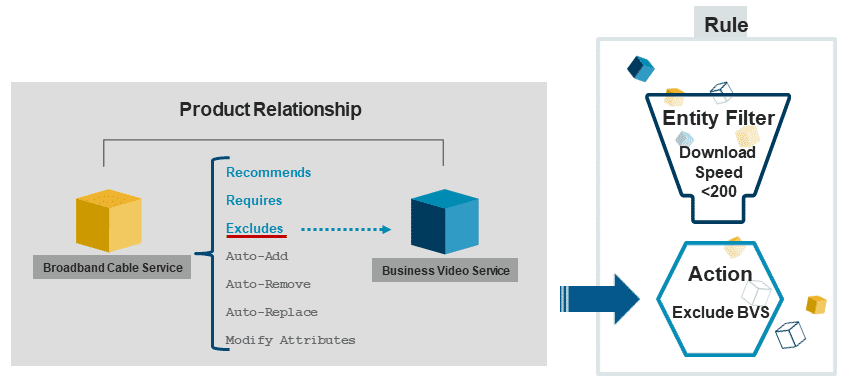 Rule
Product Relationship
Recommends
Requires
Excludes
Auto-Add
Auto-Remove
Auto-Replace
Modify Attributes
Broadband Cable Service
Business Video Service
Entity Filter
Download
Speed
<200
Action
Exclude BVS